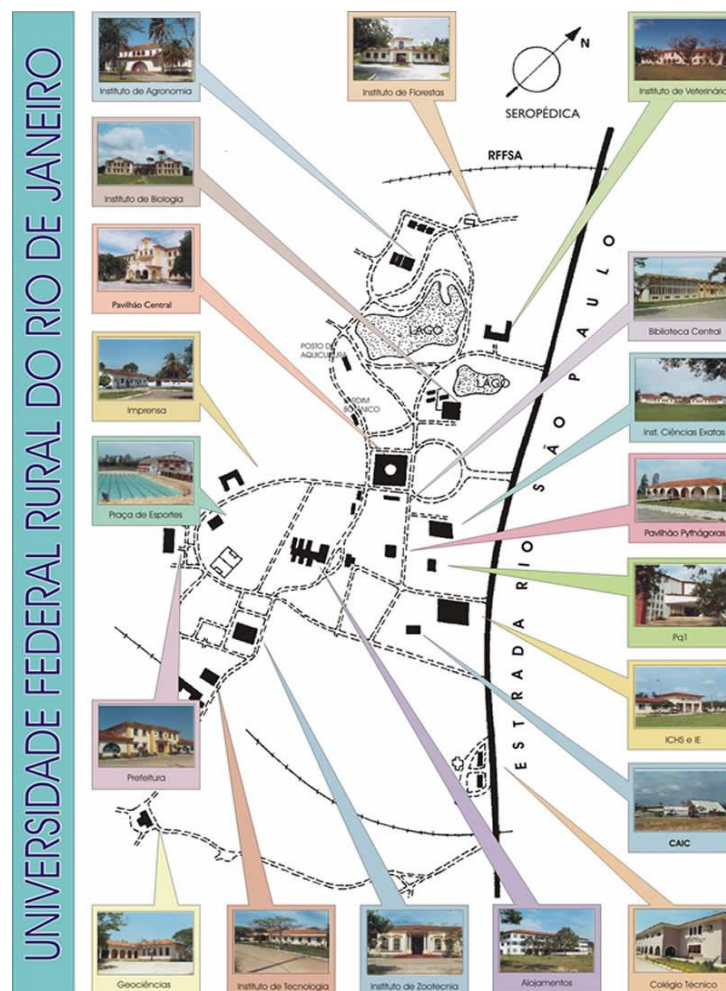 UNIVERSIDADE FEDERAL RURAL DO RIO DE JANEIRO
Instituto de Agronomia
Instituto de Florestas
N
SEROPÉDICA
Instituto de Veterinária
RFFSA
Instituto de Biologia
Pavilhão Central
LAGO
POSTO DE
AQUICULTURA
Biblioteca Central
LAGO
JARDIM
BOTÂNICO
Imprensa
Inst. Ciências Exatas
ESTRADA RIO SÃO PAULO
Praça de Esportes
Pavilhão Pythágoras
Pq1
ICHS e IE
Prefeitura
CAIC
Geociências
Instituto de Tecnologia
Instituto de Zootecnia
Alojamentos
Colégio Técnico